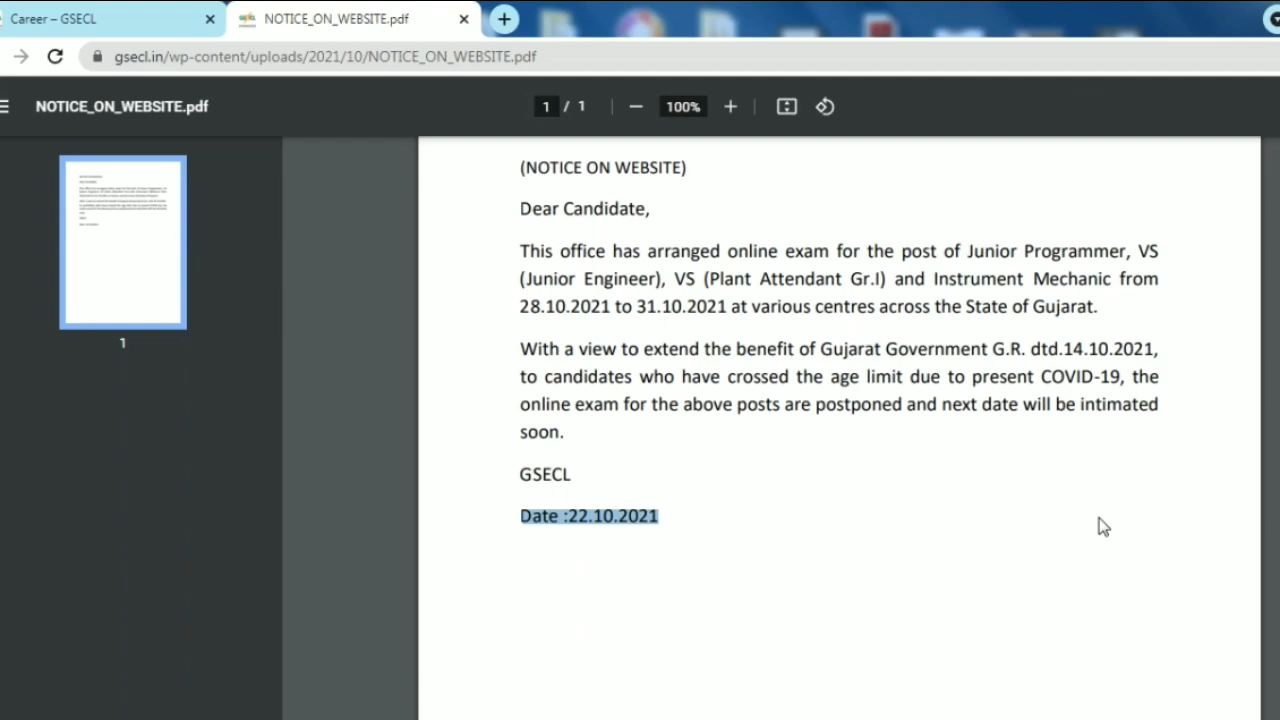 Career – GSECL
NOTICE_ON_WEBSITE.pdf
gsecl.in/wp-content/uploads/2021/10/NOTICE_ON_WEBSITE.pdf
NOTICE_ON_WEBSITE.pdf
1 / 1
100%
1
(NOTICE ON WEBSITE)
Dear Candidate,
This office has arranged online exam for the post of Junior Programmer, VS
(Junior Engineer), VS (Plant Attendant Gr.I) and Instrument Mechanic from
28.10.2021 to 31.10.2021 at various centres across the State of Gujarat.
With a view to extend the benefit of Gujarat Government G.R. dtd.14.10.2021,
to candidates who have crossed the age limit due to present COVID-19, the
online exam for the above posts are postponed and next date will be intimated
soon.
GSECL
Date :22.10.2021